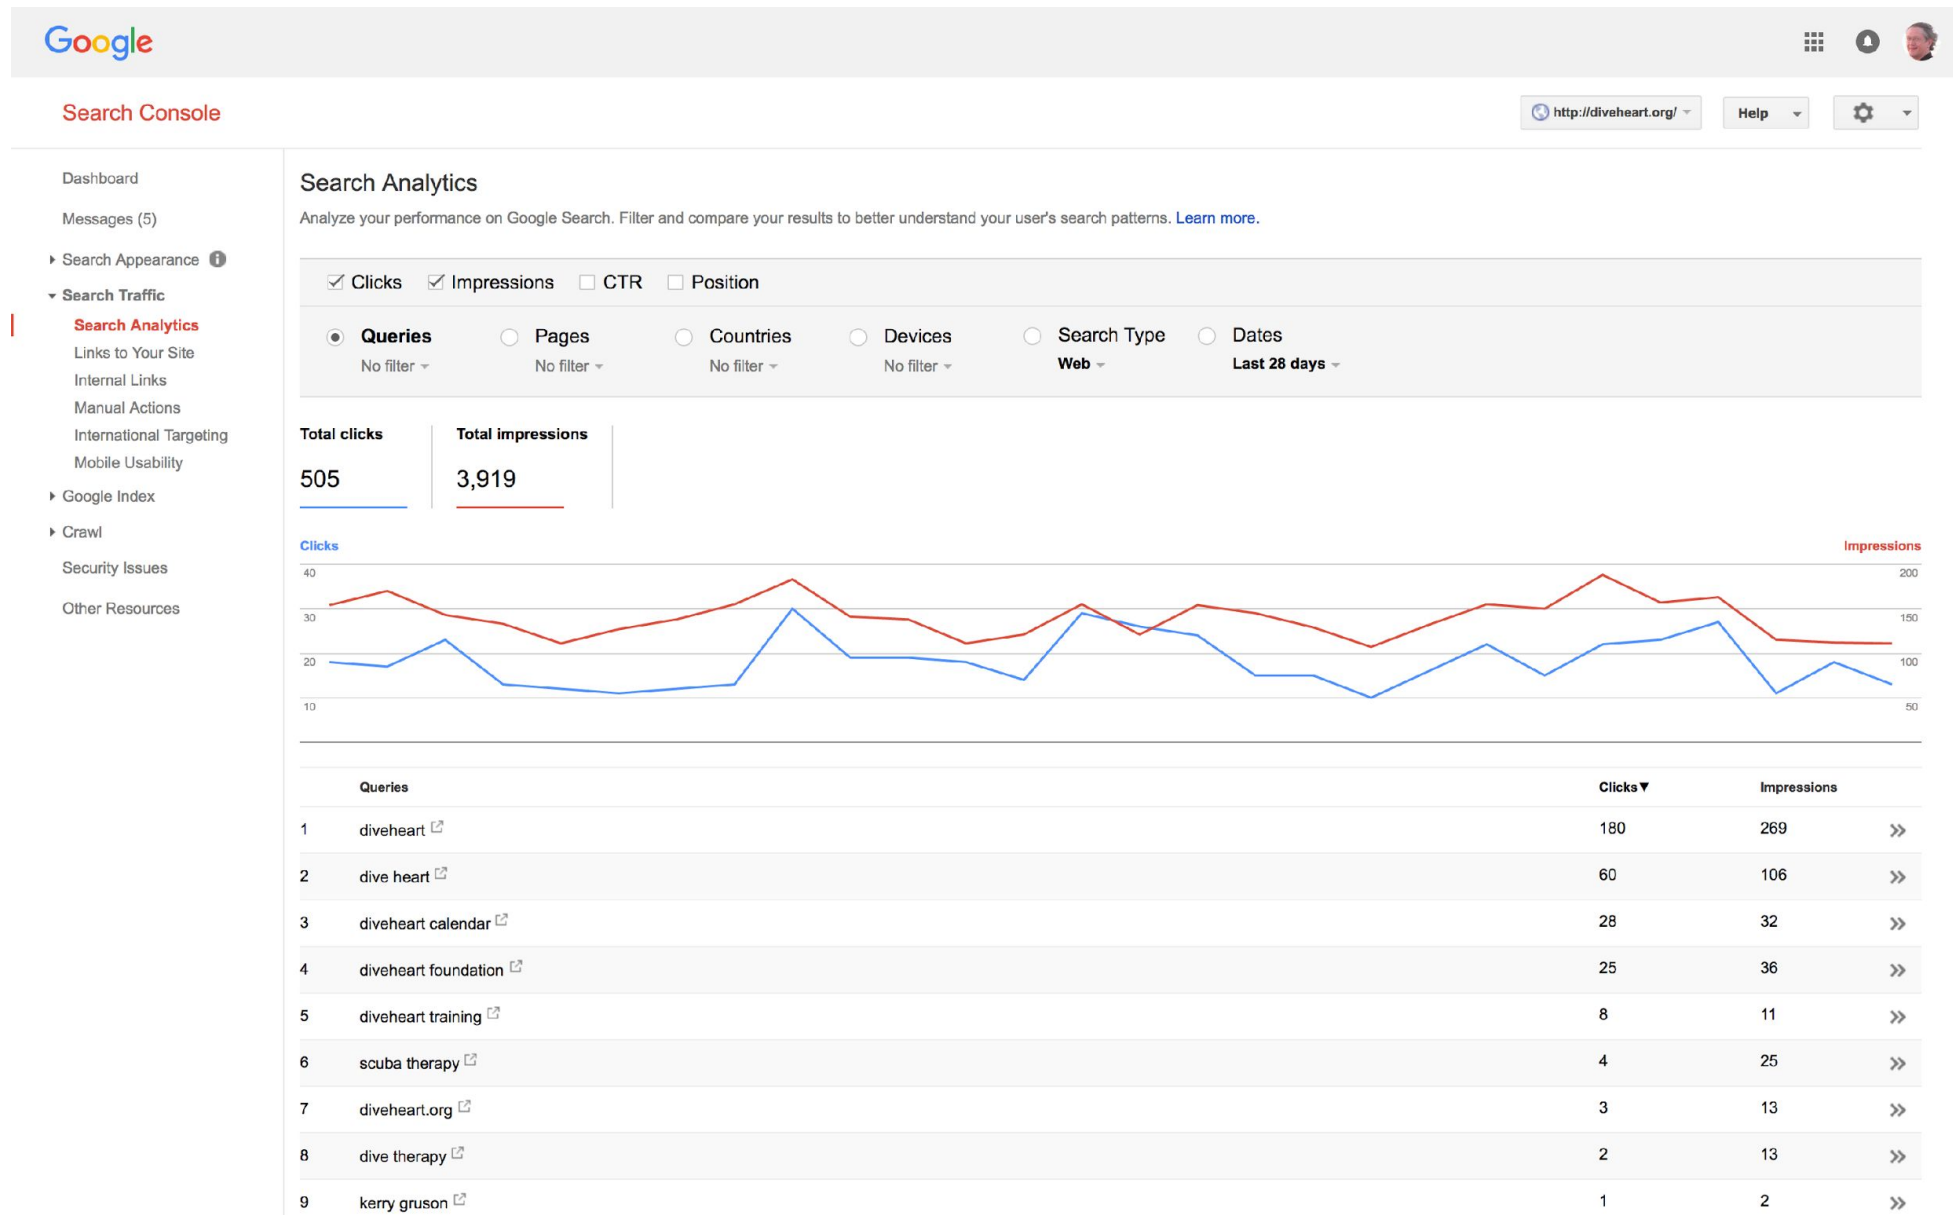 Google
Search Console
http://diveheart.org/
Help
Dashboard
Messages (5)
Search Appearance
Search Traffic
Search Analytics
Links to Your Site
Internal Links
Manual Actions
International Targeting
Mobile Usability
Google Index
Crawl
Security Issues
Other Resources
Search Analytics
Analyze your performance on Google Search. Filter and compare your results to better understand your user's search patterns. Learn more.
Clicks Impressions CTR Position
Queries Pages Countries Devices Search Type Dates
No filter No filter No filter No filter Web Last 28 days
Total clicks Total impressions
505 3,919
Clicks Impressions
40 200
30 150
20 100
10 50
Queries Clicks▼ Impressions
1 diveheart 180 269
2 dive heart 60 106
3 diveheart calendar 28 32
4 diveheart foundation 25 36
5 diveheart training 8 11
6 scuba therapy 4 25
7 diveheart.org 3 13
8 dive therapy 2 13
9 kerry gruson 1 2